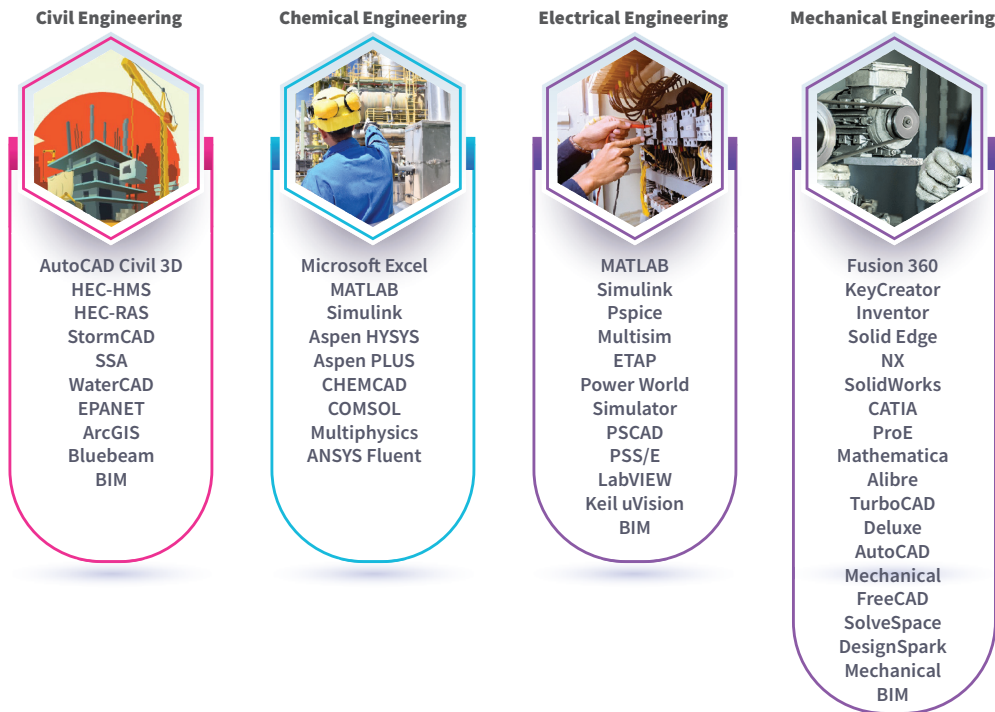 Civil Engineering
AutoCAD Civil 3D
HEC-HMS
HEC-RAS
StormCAD
SSA
WaterCAD
EPANET
ArcGIS
Bluebeam
BIM
Chemical Engineering
Microsoft Excel
MATLAB
Simulink
Aspen HYSYS
Aspen PLUS
CHEMCAD
COMSOL
Multiphysics
ANSYS Fluent
Electrical Engineering
MATLAB
Simulink
Pspice
Multisim
ETAP
Power World
Simulator
PSCAD
PSS/E
LabVIEW
Keil uVision
BIM
Mechanical Engineering
Fusion 360
KeyCreator
Inventor
Solid Edge
NX
SolidWorks
CATIA
ProE
Mathematica
Alibre
TurboCAD
Deluxe
AutoCAD
Mechanical
FreeCAD
SolveSpace
DesignSpark
Mechanical
BIM